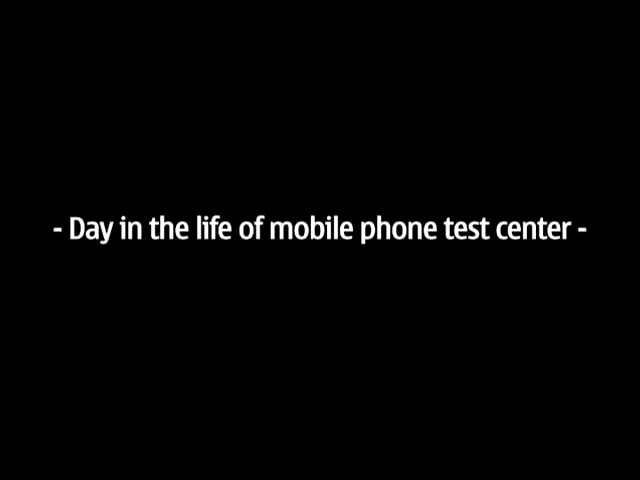 - Day in the life of mobile phone test center -